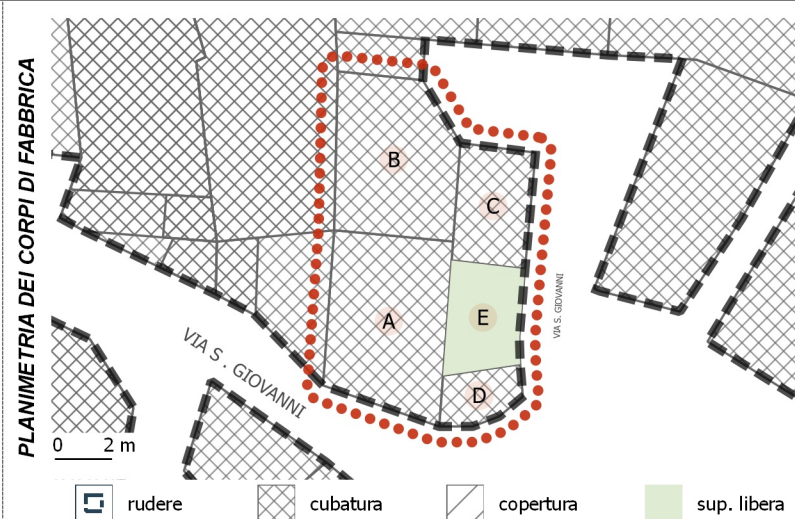 PLANIMETRIA DEI CORPI DI FABBRICA
B
C
A
E
D
VIA S. GIOVANNI
VIA S . GIOVANNI
0 2 m
rudere cubatura copertura sup. libera